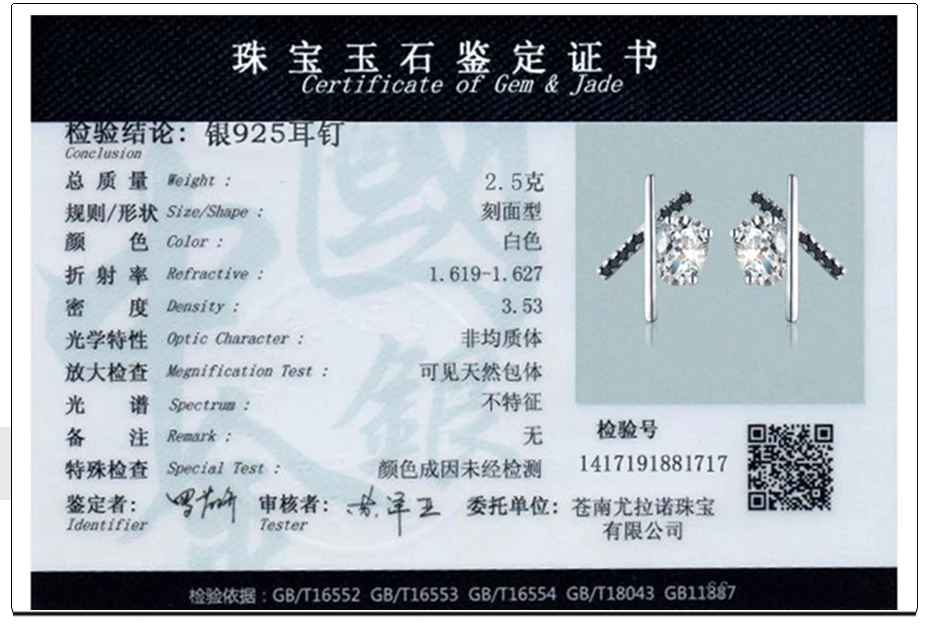 珠宝玉石鉴定证书
Certificate of Gem & Jade
检验结论：银925耳钉
Conclusion
总质量 Weight : 2.5克
规则/形状 Size/Shape : 刻面型
颜色 Color : 白色
折射率 Refractive : 1.619-1.627
密度 Density : 3.53
光学特性 Optic Character : 非均质体
放大检查 Megnification Test : 可见天然包体
光谱 Spectrum : 不特征
备注 Remark : 无
特殊检查 Special Test : 颜色成因未经检测
检验号
1417191881717
鉴定者： 审核者： 委托单位：苍南尤拉诺珠宝
有限公司
Identifier Tester
检验依据：GB/T16552 GB/T16553 GB/T16554 GB/T18043 GB11887